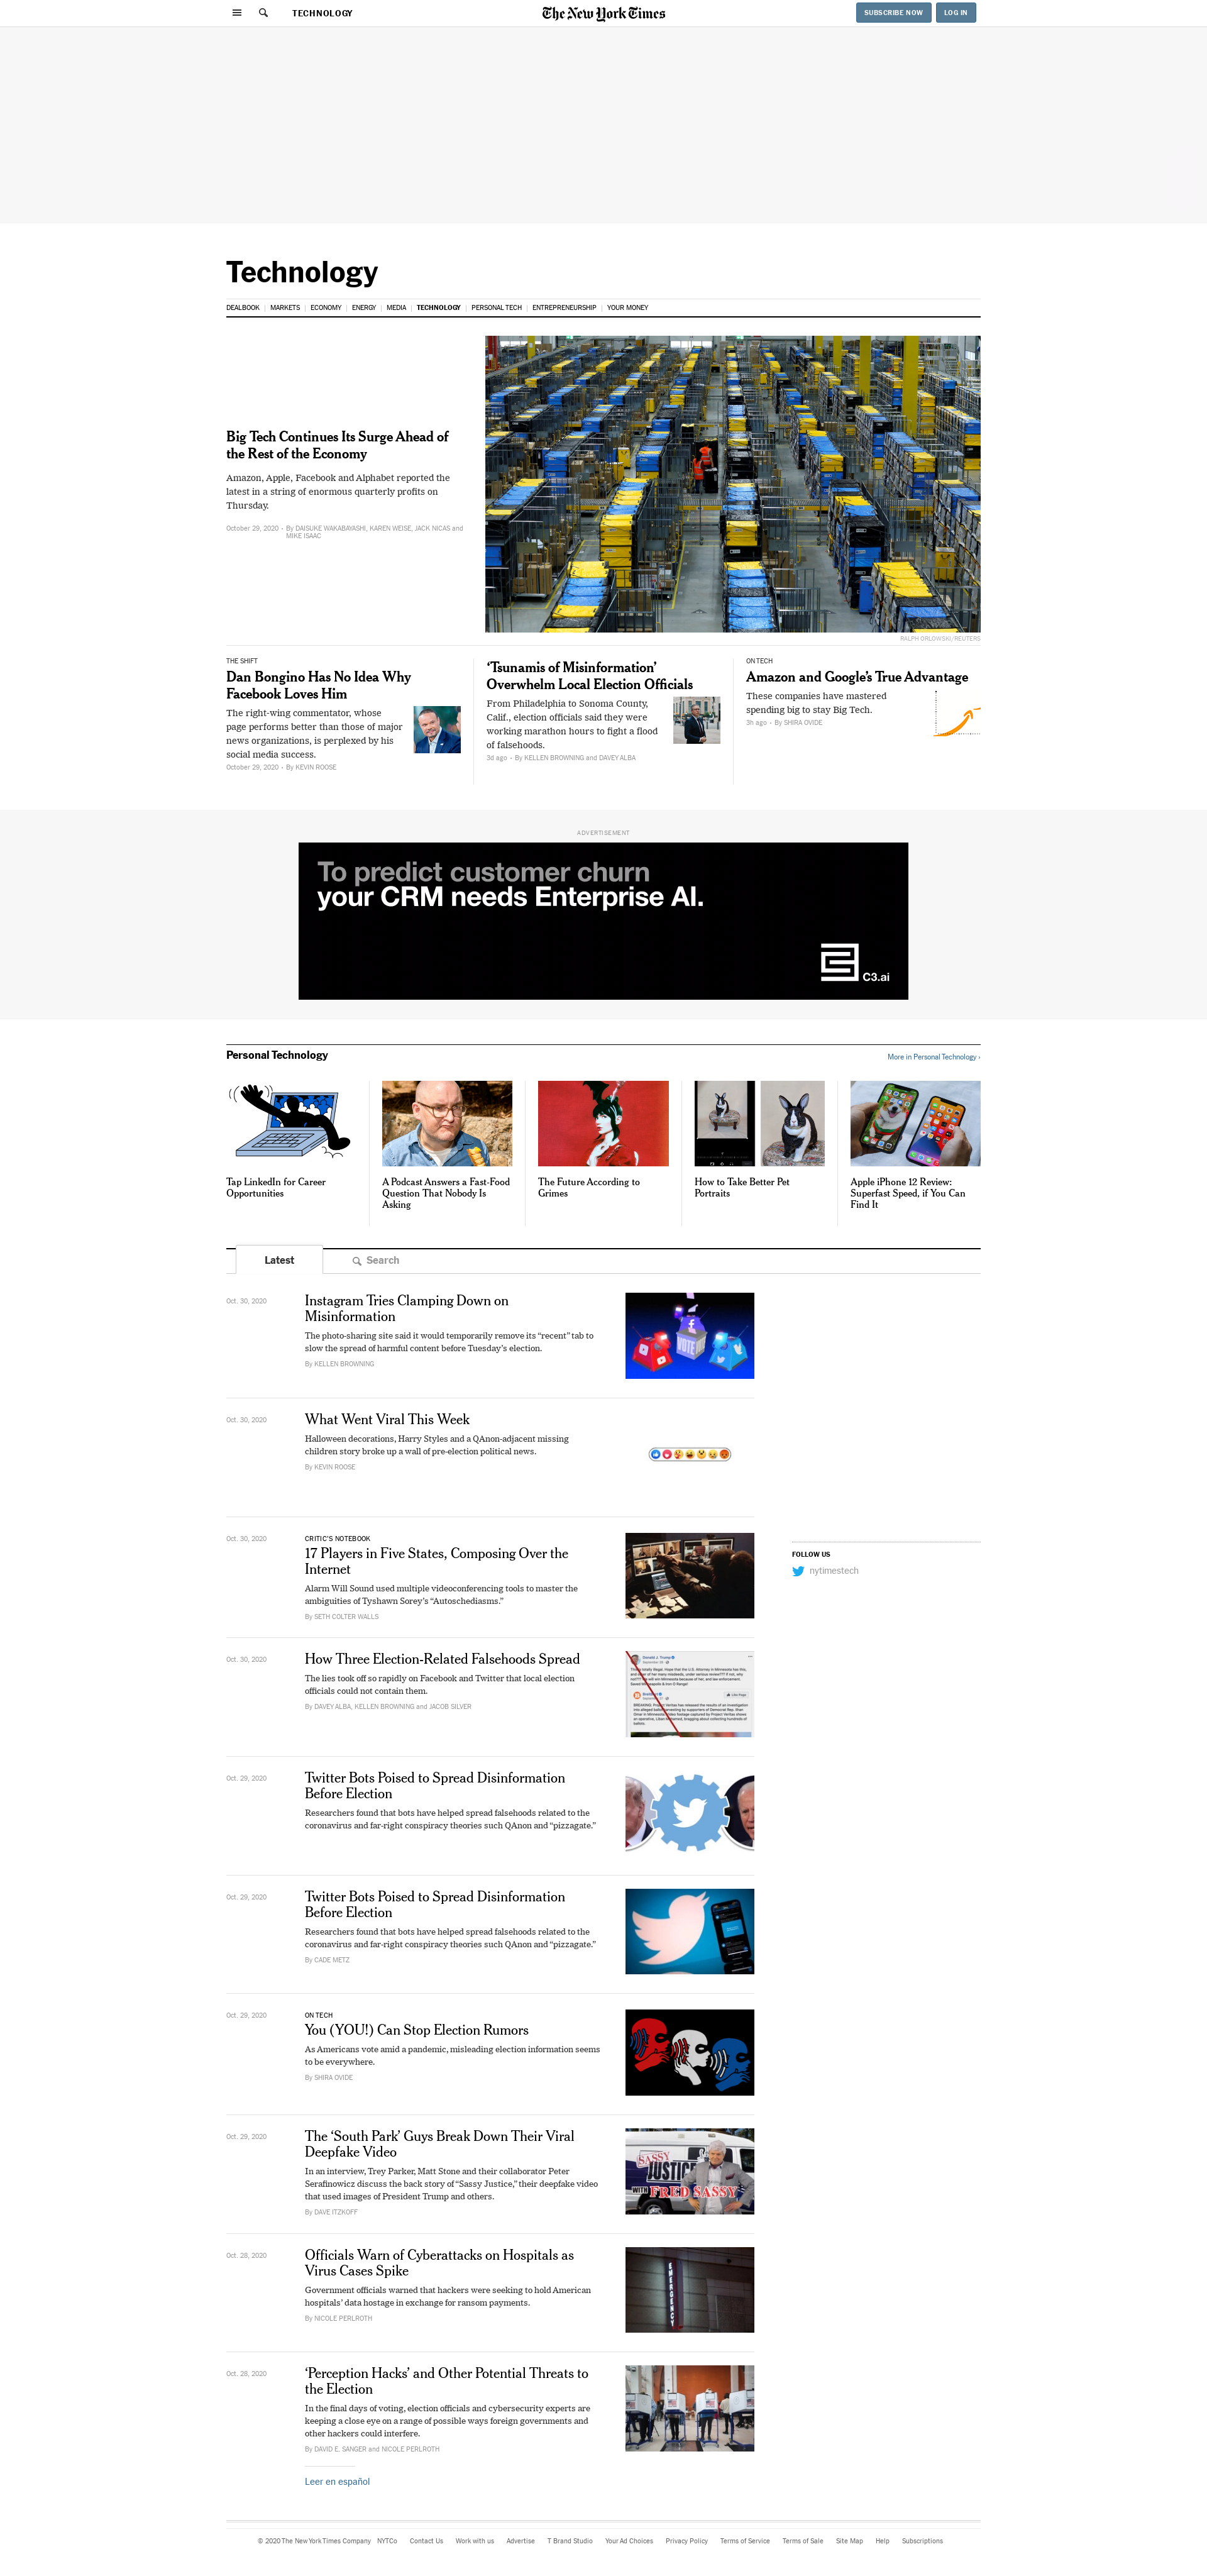 TECHNOLOGY
The New York Times
SUBSCRIBE NOW
LOG IN
Technology
DEALBOOK
MARKETS
ECONOMY
ENERGY
MEDIA
TECHNOLOGY
PERSONAL TECH
ENTREPRENEURSHIP
YOUR MONEY
Big Tech Continues Its Surge Ahead of
the Rest of the Economy
Amazon, Apple, Facebook and Alphabet reported the
latest in a string of enormous quarterly profits on
Thursday.
October 29, 2020 - By DAISUKE WAKABAYASHI, KAREN WEISE, JACK NICAS and
MIKE ISAAC
RALPH ORLOWSKI/REUTERS
THE SHIFT
Dan Bongino Has No Idea Why
Facebook Loves Him
The right-wing commentator, whose
page performs better than those of major
news organizations, is perplexed by his
social media success.
October 29, 2020 - By KEVIN ROOSE
‘Tsunamis of Misinformation’
Overwhelm Local Election Officials
From Philadelphia to Sonoma County,
Calif., election officials said they were
working marathon hours to fight a flood
of falsehoods.
3d ago - By KELLEN BROWNING and DAVEY ALBA
ON TECH
Amazon and Google’s True Advantage
These companies have mastered
spending big to stay Big Tech.
3h ago - By SHIRA OVIDE
ADVERTISEMENT
To predict customer churn
your CRM needs Enterprise AI.
C3.ai
Personal Technology
More in Personal Technology ›
Tap LinkedIn for Career
Opportunities
A Podcast Answers a Fast-Food
Question That Nobody Is
Asking
The Future According to
Grimes
How to Take Better Pet
Portraits
Apple iPhone 12 Review:
Superfast Speed, if You Can
Find It
Latest
Search
Oct. 30, 2020
Instagram Tries Clamping Down on
Misinformation
The photo-sharing site said it would temporarily remove its “recent” tab to
slow the spread of harmful content before Tuesday’s election.
By KELLEN BROWNING
VOTE
Oct. 30, 2020
What Went Viral This Week
Halloween decorations, Harry Styles and a QAnon-adjacent missing
children story broke up a wall of pre-election political news.
By KEVIN ROOSE
Oct. 30, 2020
CRITIC’S NOTEBOOK
17 Players in Five States, Composing Over the
Internet
Alarm Will Sound used multiple videoconferencing tools to master the
ambiguities of Tyshawn Sorey’s “Autoschediasms.”
By SETH COLTER WALLS
FOLLOW US
nytimestech
Oct. 30, 2020
How Three Election-Related Falsehoods Spread
The lies took off so rapidly on Facebook and Twitter that local election
officials could not contain them.
By DAVEY ALBA, KELLEN BROWNING and JACOB SILVER
Donald J. Trump
Oct. 29, 2020
Twitter Bots Poised to Spread Disinformation
Before Election
Researchers found that bots have helped spread falsehoods related to the
coronavirus and far-right conspiracy theories such QAnon and “pizzagate.”
Oct. 29, 2020
Twitter Bots Poised to Spread Disinformation
Before Election
Researchers found that bots have helped spread falsehoods related to the
coronavirus and far-right conspiracy theories such QAnon and “pizzagate.”
By CADE METZ
Oct. 29, 2020
ON TECH
You (YOU!) Can Stop Election Rumors
As Americans vote amid a pandemic, misleading election information seems
to be everywhere.
By SHIRA OVIDE
Oct. 29, 2020
The ‘South Park’ Guys Break Down Their Viral
Deepfake Video
In an interview, Trey Parker, Matt Stone and their collaborator Peter
Serafinowicz discuss the back story of “Sassy Justice,” their deepfake video
that used images of President Trump and others.
By DAVE ITZKOFF
SASSY
JUSTICE
WITH FRED SASSY
Oct. 28, 2020
Officials Warn of Cyberattacks on Hospitals as
Virus Cases Spike
Government officials warned that hackers were seeking to hold American
hospitals’ data hostage in exchange for ransom payments.
By NICOLE PERLROTH
EMERGENCY
Oct. 28, 2020
‘Perception Hacks’ and Other Potential Threats to
the Election
In the final days of voting, election officials and cybersecurity experts are
keeping a close eye on a range of possible ways foreign governments and
other hackers could interfere.
By DAVID E. SANGER and NICOLE PERLROTH
Leer en español
© 2020 The New York Times Company
NYTCo
Contact Us
Work with us
Advertise
T Brand Studio
Your Ad Choices
Privacy Policy
Terms of Service
Terms of Sale
Site Map
Help
Subscriptions